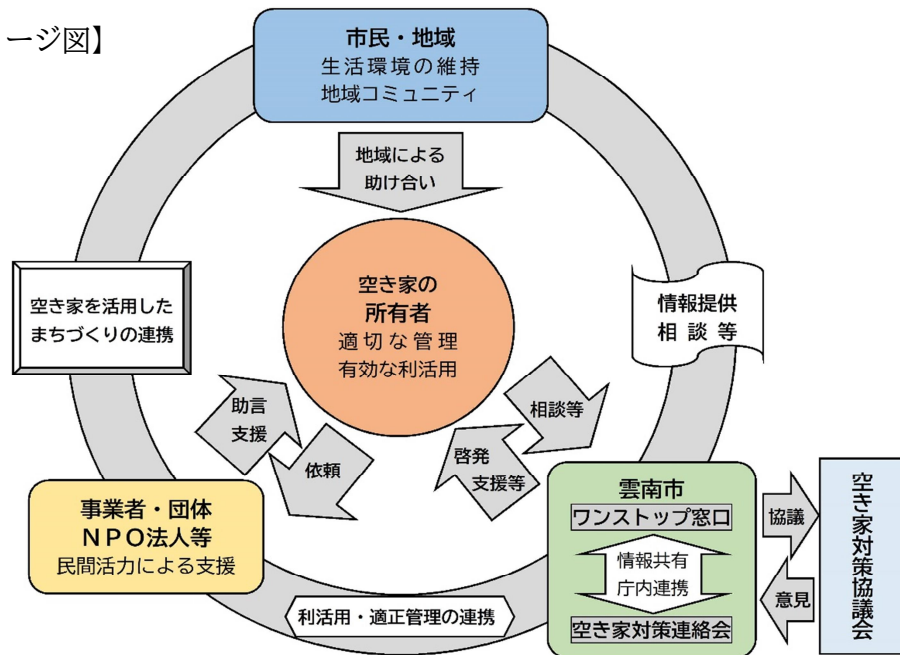 ージ図】
市民・地域
生活環境の維持
地域コミュニティ
地域による
助け合い
空き家の
所有者
適切な管理
有効な利活用
空き家を活用した
まちづくりの連携
情報提供
相談等
助言
支援
依頼
相談等
啓発
支援等
事業者・団体
NPO法人等
民間活力による支援
利活用・適正管理の連携
雲南市
ワンストップ窓口
情報共有
庁内連携
空き家対策連絡会
協議
意見
空き家対策協議会